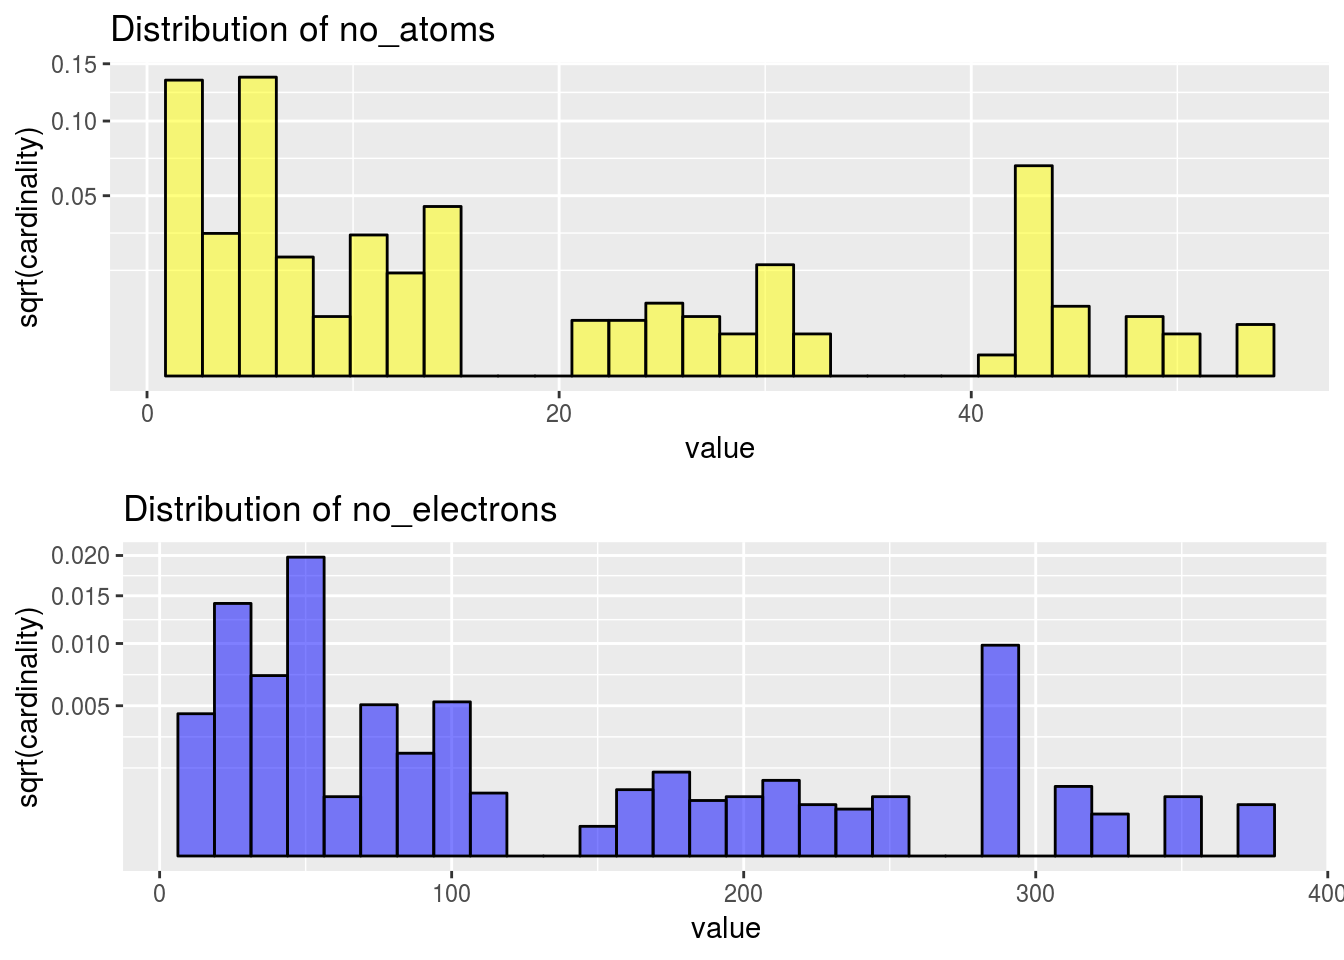 Distribution of no_atoms
0.15
0.10
0.05
sqrt(cardinality)
0 20 40
value
Distribution of no_electrons
0.020
0.015
0.010
0.005
sqrt(cardinality)
0 100 200 300 400
value